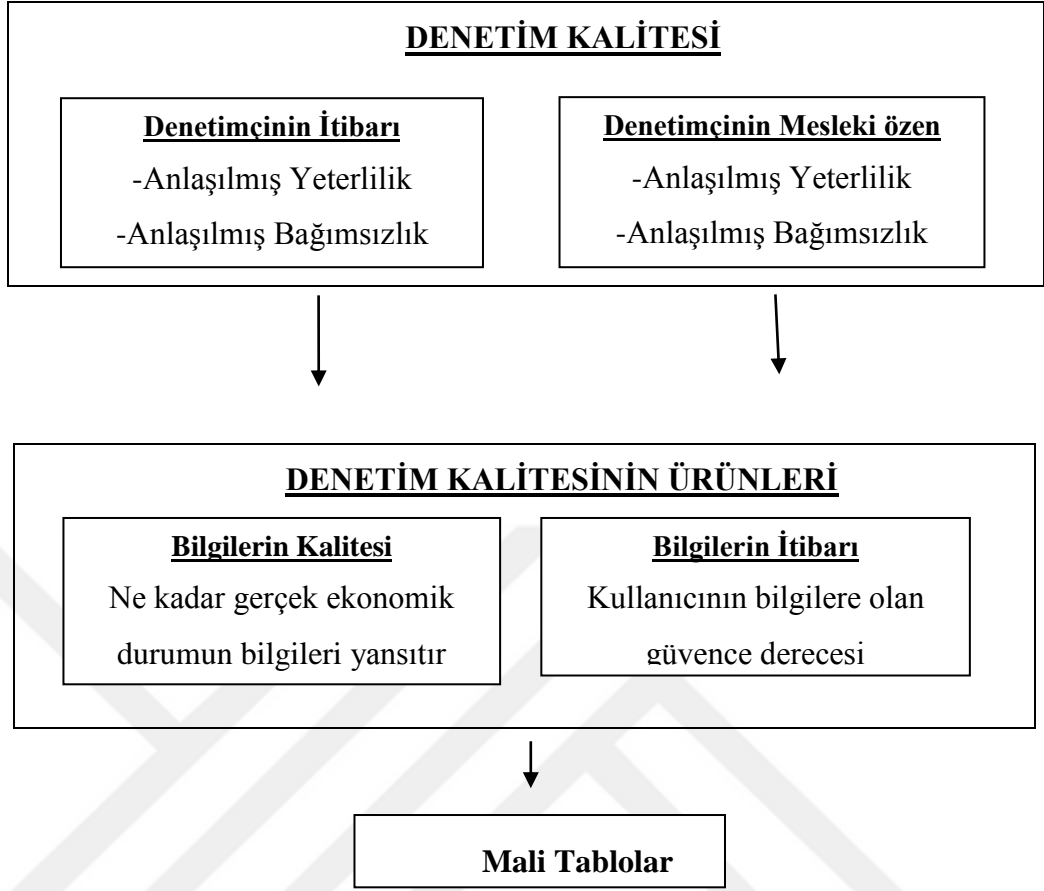 DENETİM KALİTESİ
Denetimçinin İtibarı
-Anlaşılmış Yeterlilik
-Anlaşılmış Bağımsızlık
Denetimçinin Mesleki özen
-Anlaşılmış Yeterlilik
-Anlaşılmış Bağımsızlık
DENETİM KALİTESİNİN ÜRÜNLERİ
Bilgilerin Kalitesi
Ne kadar gerçek ekonomik
durumun bilgileri yansıtır
Bilgilerin İtibarı
Kullanıcının bilgilere olan
güvence derecesi
Mali Tablolar